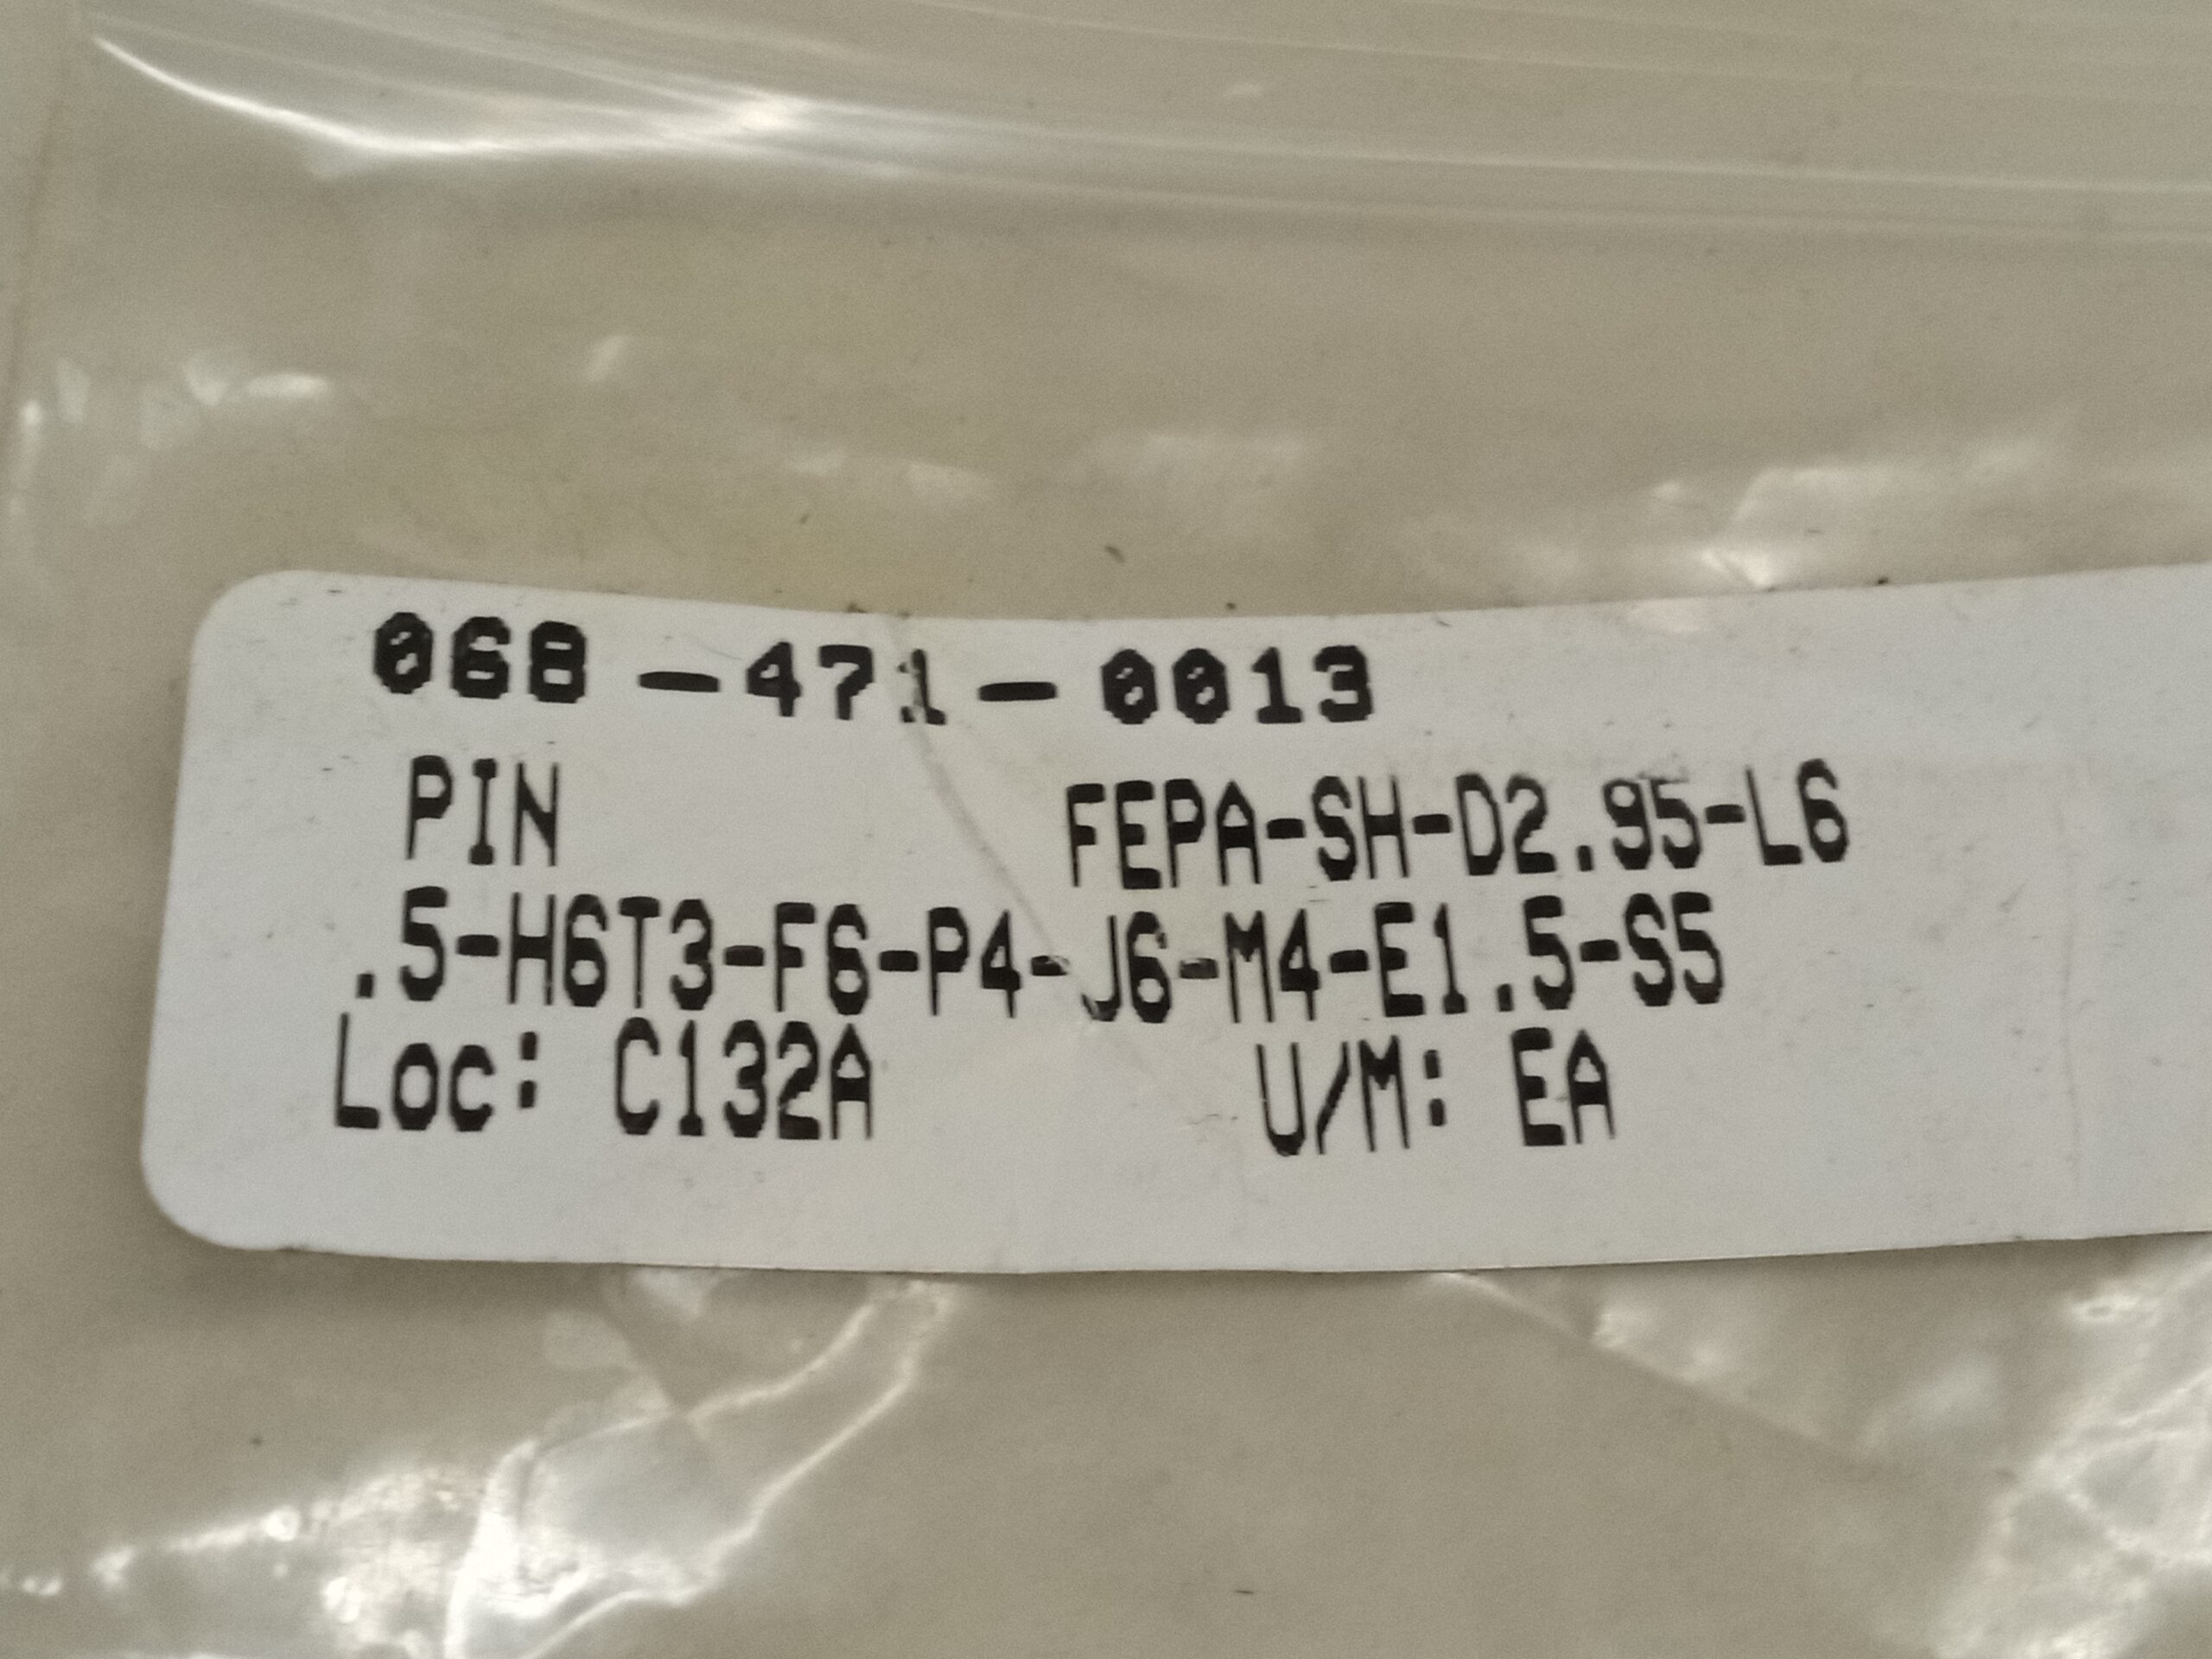 068-471-0013
PIN FEPA-SH-D2.95-L6
.5-H6T3-F6-P4-J6-M4-E1.5-S5
Loc: C132A U/M: EA